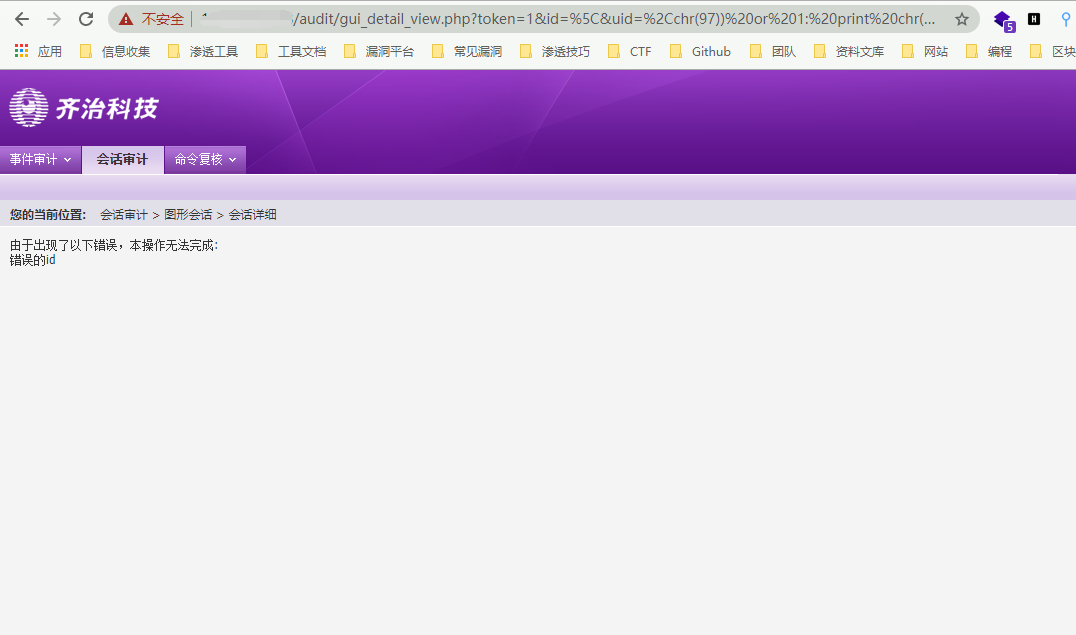 不安全 /audit/gui_detail_view.php?token=1&id=%5C&uid=%2Cchr(97))%20or%201:%20print%20chr(... 5 H
应用 信息收集 渗透工具 工具文档 漏洞平台 常见漏洞 渗透技巧 CTF Github 团队 资料文库 网站 编程 区块
齐治科技
事件审计 会话审计 命令复核
您的当前位置: 会话审计 > 图形会话 > 会话详细
由于出现了以下错误，本操作无法完成:
错误的id